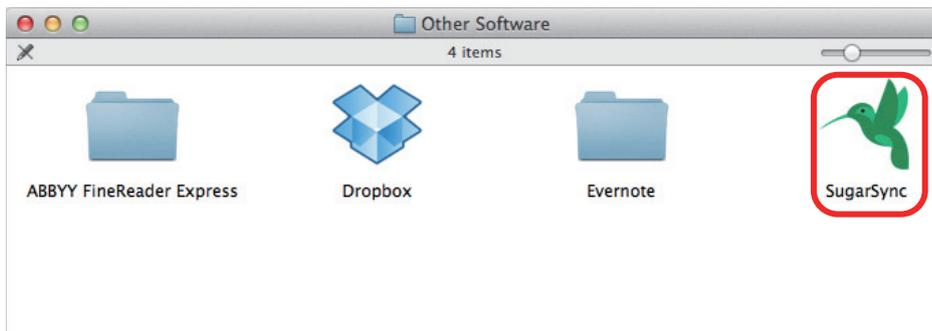 Other Software
4 items
ABBYY FineReader Express Dropbox Evernote SugarSync